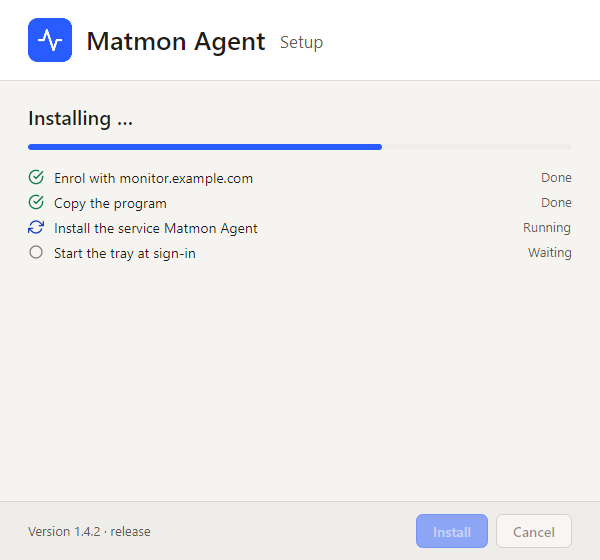 Matmon Agent Setup
Installing ...
Enrol with monitor.example.com Done
Copy the program Done
Install the service Matmon Agent Running
Start the tray at sign-in Waiting
Version 1.4.2 · release Install Cancel